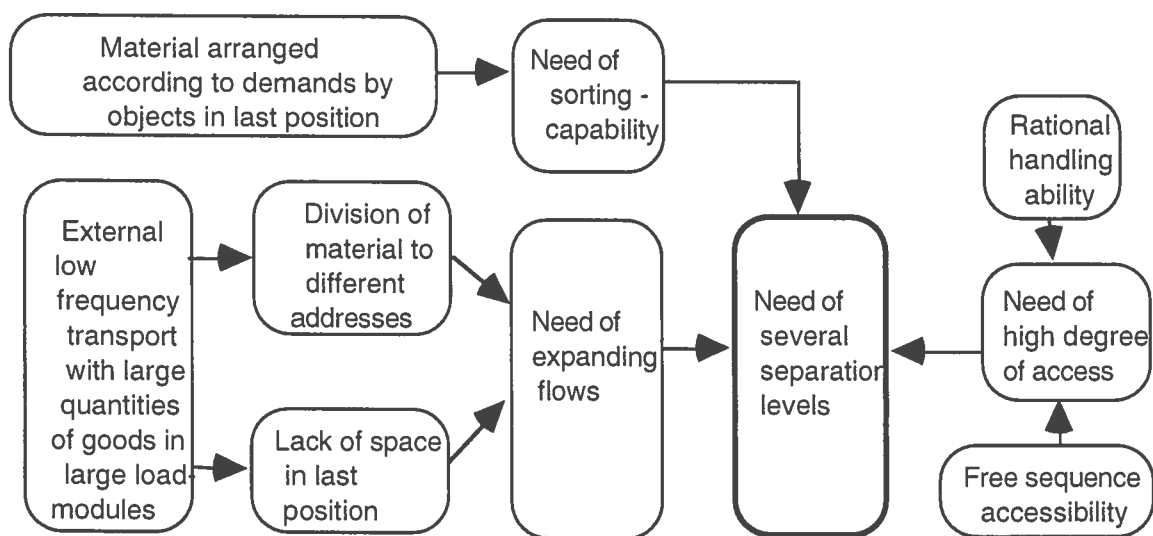 Material arranged
according to demands by
objects in last position
Need of
sorting -
capability
Rational
handling
ability
External
low
frequency
transport
with large
quantities
of goods in
large load-
modules
Division of
material to
different
addresses
Lack of space
in last
position
Need of
expanding
flows
Need of
several
separation
levels
Need of
high degree
of access
Free sequence
accessibility